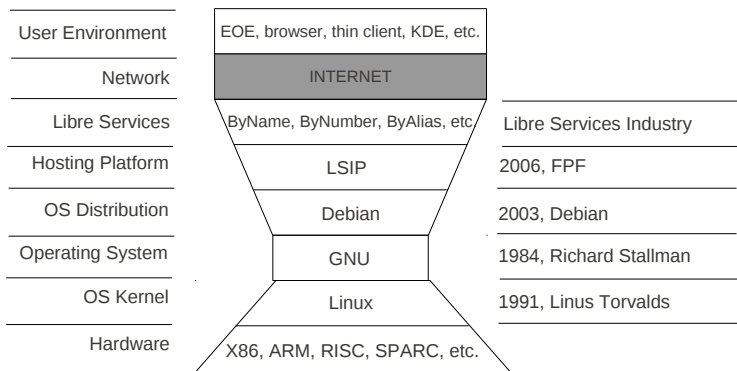 User Environment EOE, browser, thin client, KDE, etc.
Network INTERNET
Libre Services ByName, ByNumber, ByAlias, etc Libre Services Industry
Hosting Platform LSIP 2006, FPF
OS Distribution Debian 2003, Debian
Operating System GNU 1984, Richard Stallman
OS Kernel Linux 1991, Linus Torvalds
Hardware X86, ARM, RISC, SPARC, etc.